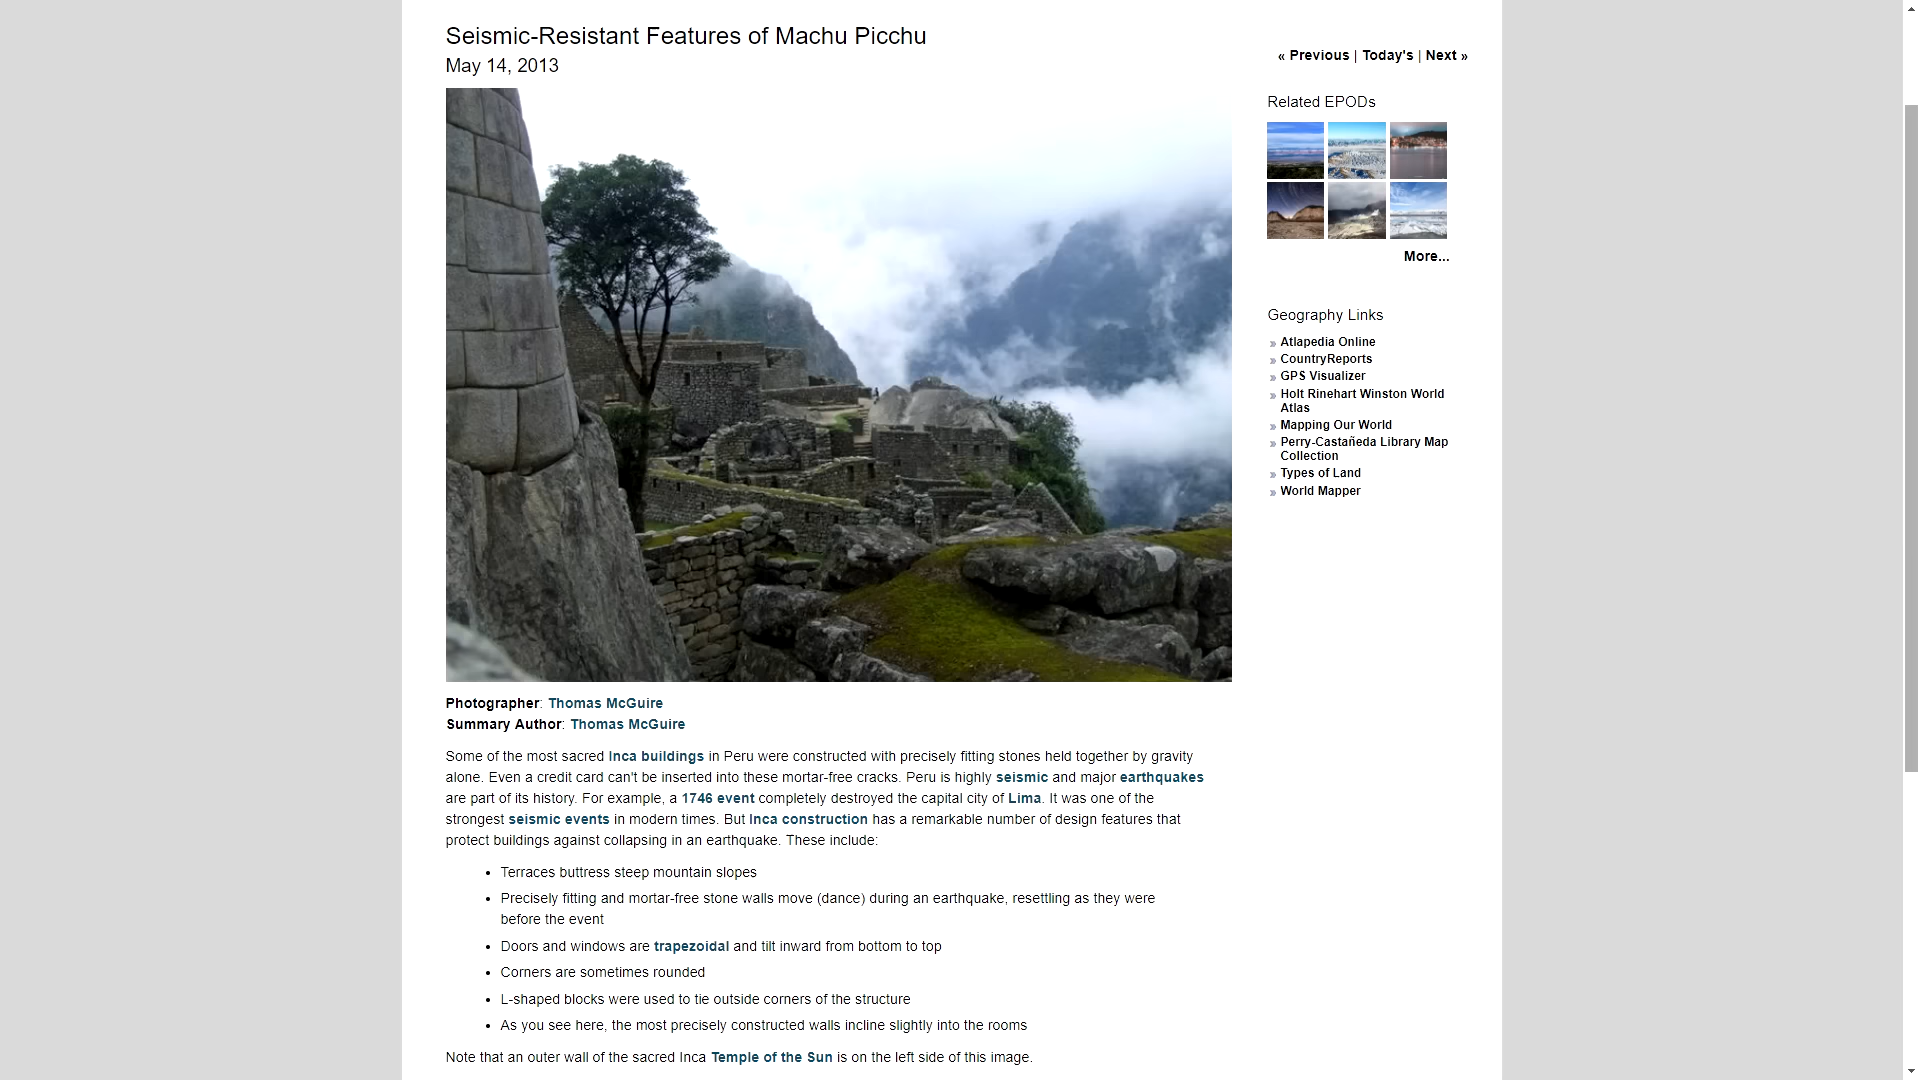 Seismic-Resistant Features of Machu Picchu
May 14, 2013
« Previous | Today's | Next »
Photographer: Thomas McGuire
Summary Author: Thomas McGuire
Some of the most sacred Inca buildings in Peru were constructed with precisely fitting stones held together by gravity
alone. Even a credit card can't be inserted into these mortar-free cracks. Peru is highly seismic and major earthquakes
are part of its history. For example, a 1746 event completely destroyed the capital city of Lima. It was one of the
strongest seismic events in modern times. But Inca construction has a remarkable number of design features that
protect buildings against collapsing in an earthquake. These include:
• Terraces buttress steep mountain slopes
• Precisely fitting and mortar-free stone walls move (dance) during an earthquake, resettling as they were
before the event
• Doors and windows are trapezoidal and tilt inward from bottom to top
• Corners are sometimes rounded
• L-shaped blocks were used to tie outside corners of the structure
• As you see here, the most precisely constructed walls incline slightly into the rooms
Note that an outer wall of the sacred Inca Temple of the Sun is on the left side of this image.
Related EPODs
More...
Geography Links
» Atlapedia Online
» CountryReports
» GPS Visualizer
» Holt Rinehart Winston World
Atlas
» Mapping Our World
» Perry-Castañeda Library Map
Collection
» Types of Land
» World Mapper